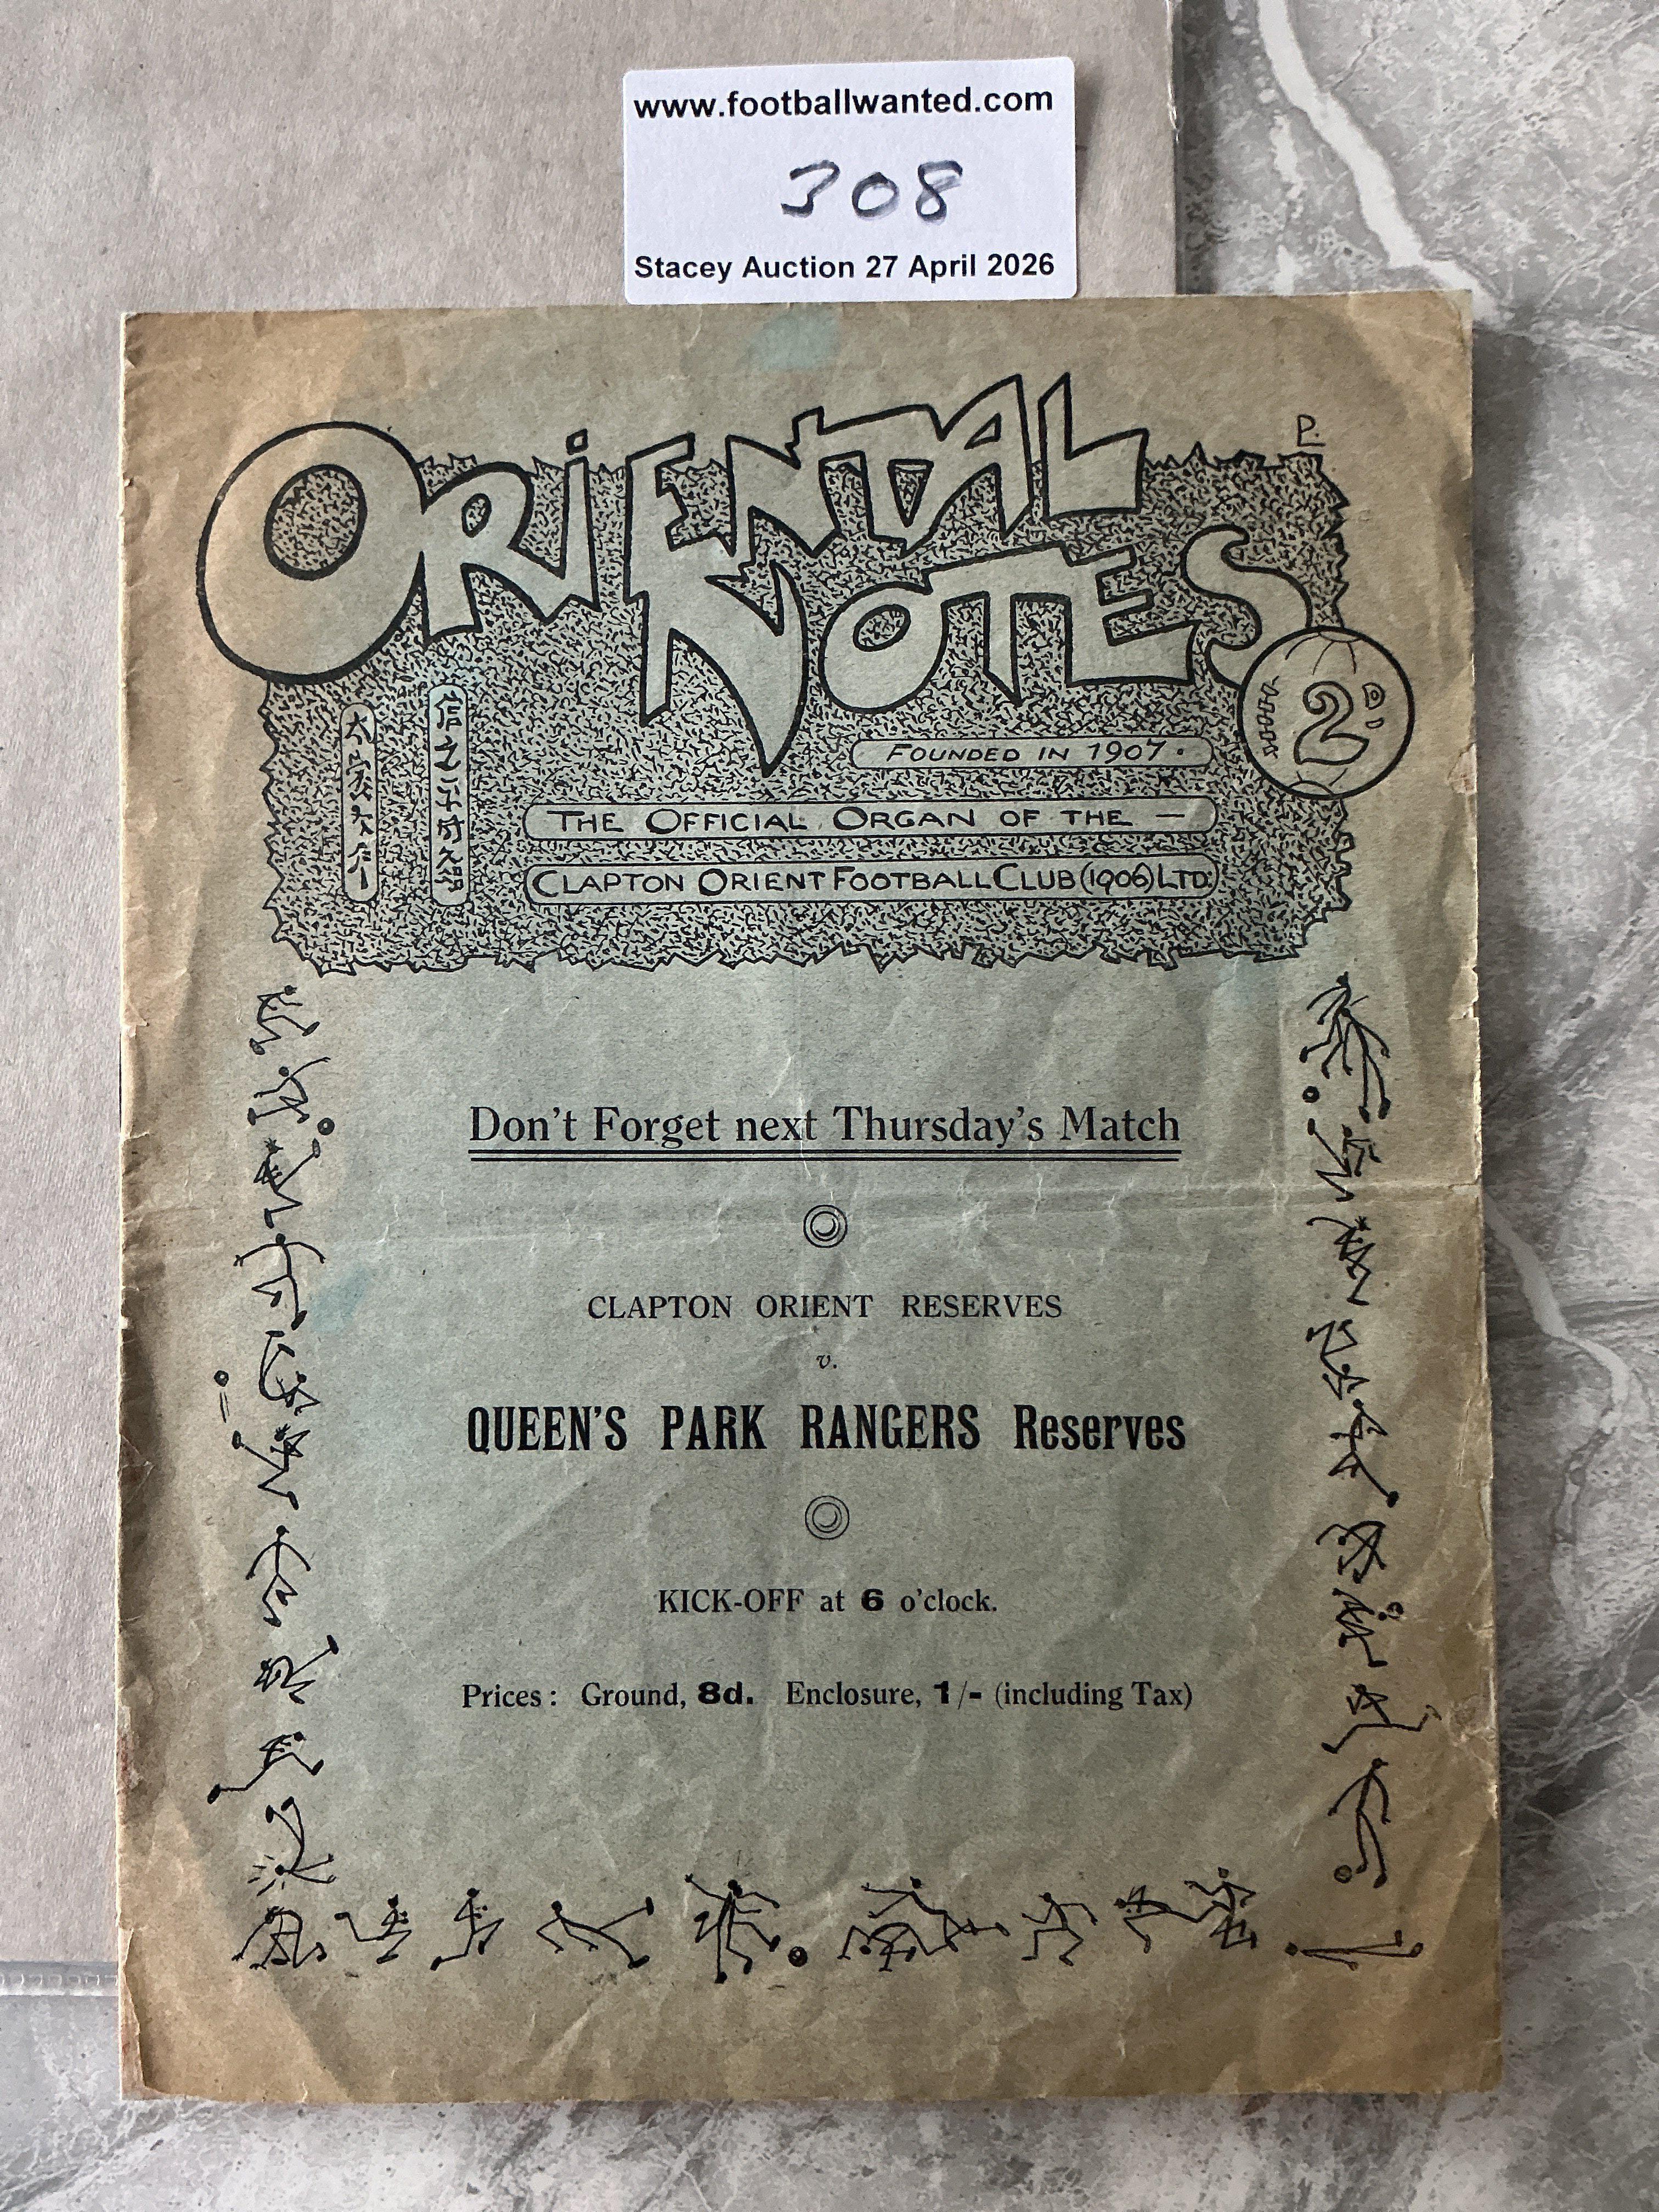 www.footballwanted.com
308
Stacey Auction 27 April 2026
P.
ORIENTAL
NOTES
2D.
FOUNDED IN 1907.
THE OFFICIAL ORGAN OF THE —
CLAPTON ORIENT FOOTBALL CLUB (1906) LTD.
Don't Forget next Thursday's Match
CLAPTON ORIENT RESERVES
v.
QUEEN'S PARK RANGERS Reserves
KICK-OFF at 6 o'clock.
Prices: Ground, 8d. Enclosure, 1/- (including Tax)